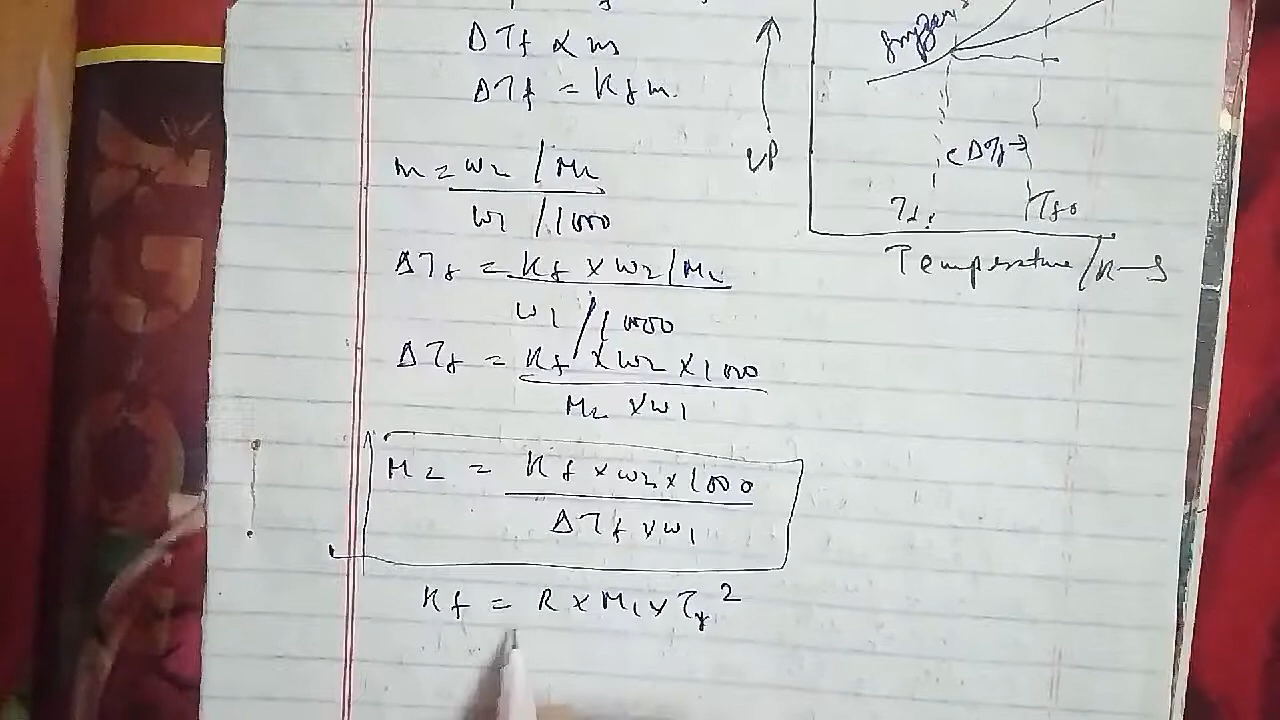 ΔTf α m
ΔTf = Kf m.
m = w2 / M2
w1 / 1000
ΔTf = Kf x w2 / M2
w1 / 1000
ΔTf = Kf x w2 x 1000
M2 x w1
M2 = Kf x w2 x 1000
ΔTf x w1
Kf = R x M1 x Tf 2
VP
ΔTf
Tf
Tf0
Temperature/K